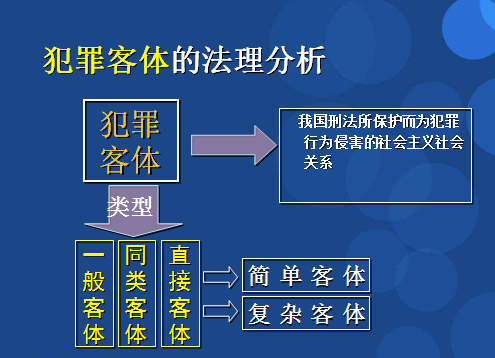 犯罪客体的法理分析
犯罪
客体
我国刑法所保护而为犯罪
行为侵害的社会主义社会
关系
类型
一般客体
同类客体
直接客体
简单客体
复杂客体